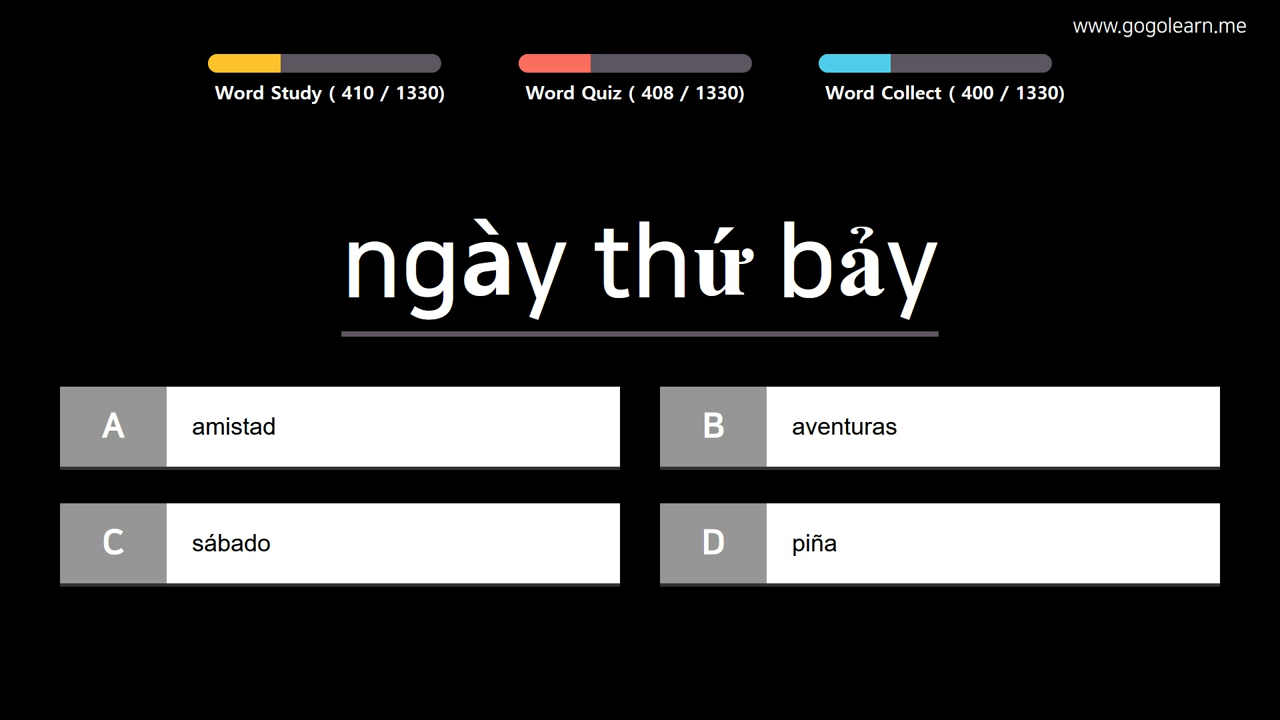 www.gogolearn.me
Word Study ( 410 / 1330)
Word Quiz ( 408 / 1330)
Word Collect ( 400 / 1330)
ngày thứ bảy
A amistad
B aventuras
C sábado
D piña